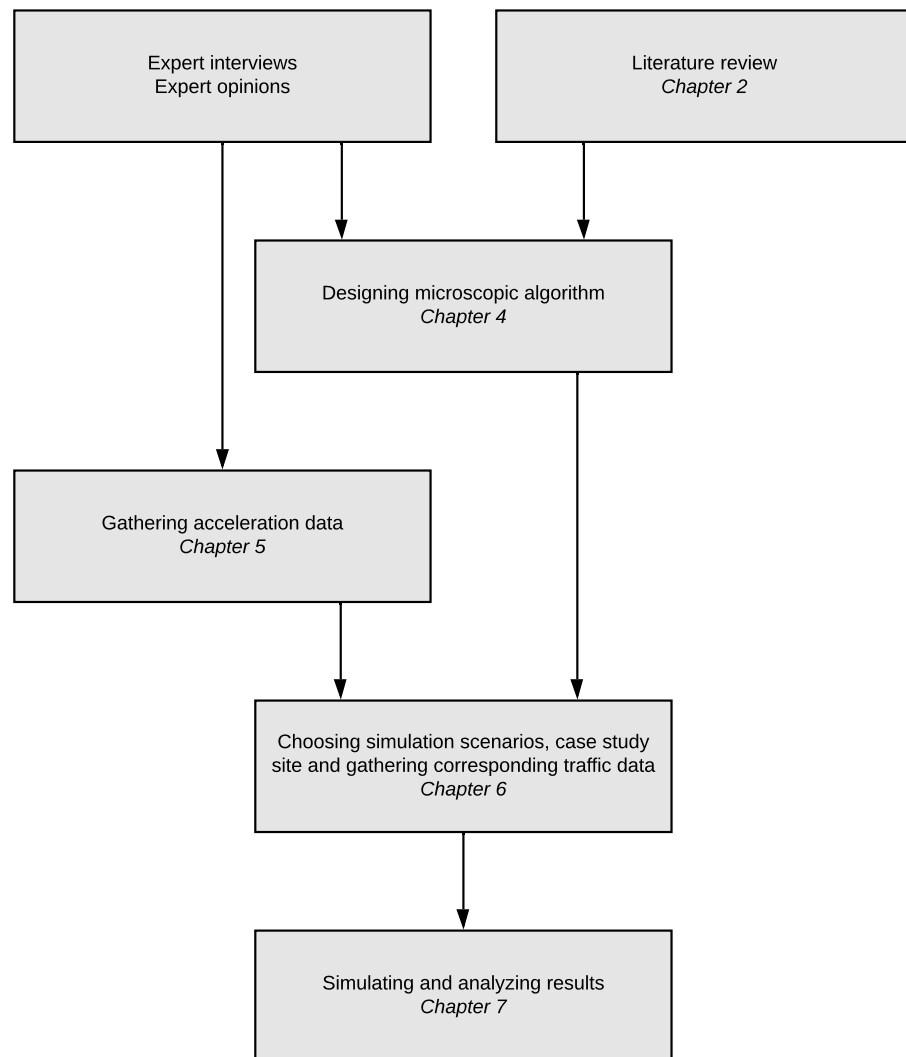 Expert interviews
Expert opinions
Literature review
Chapter 2
Designing microscopic algorithm
Chapter 4
Gathering acceleration data
Chapter 5
Choosing simulation scenarios, case study
site and gathering corresponding traffic data
Chapter 6
Simulating and analyzing results
Chapter 7